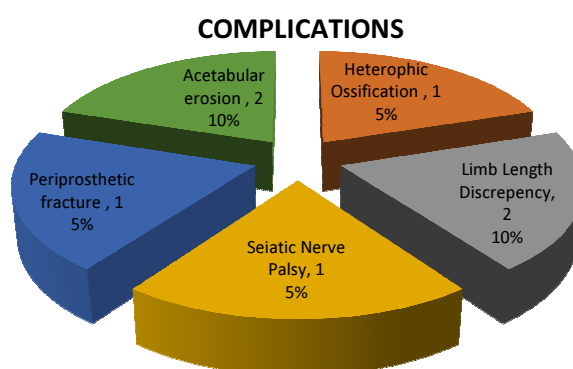 COMPLICATIONS
Acetabular
erosion , 2
10%
Heterophic
Ossification , 1
5%
Periprosthetic
fracture , 1
5%
Limb Length
Discrepency,
2
10%
Seiatic Nerve
Palsy, 1
5%